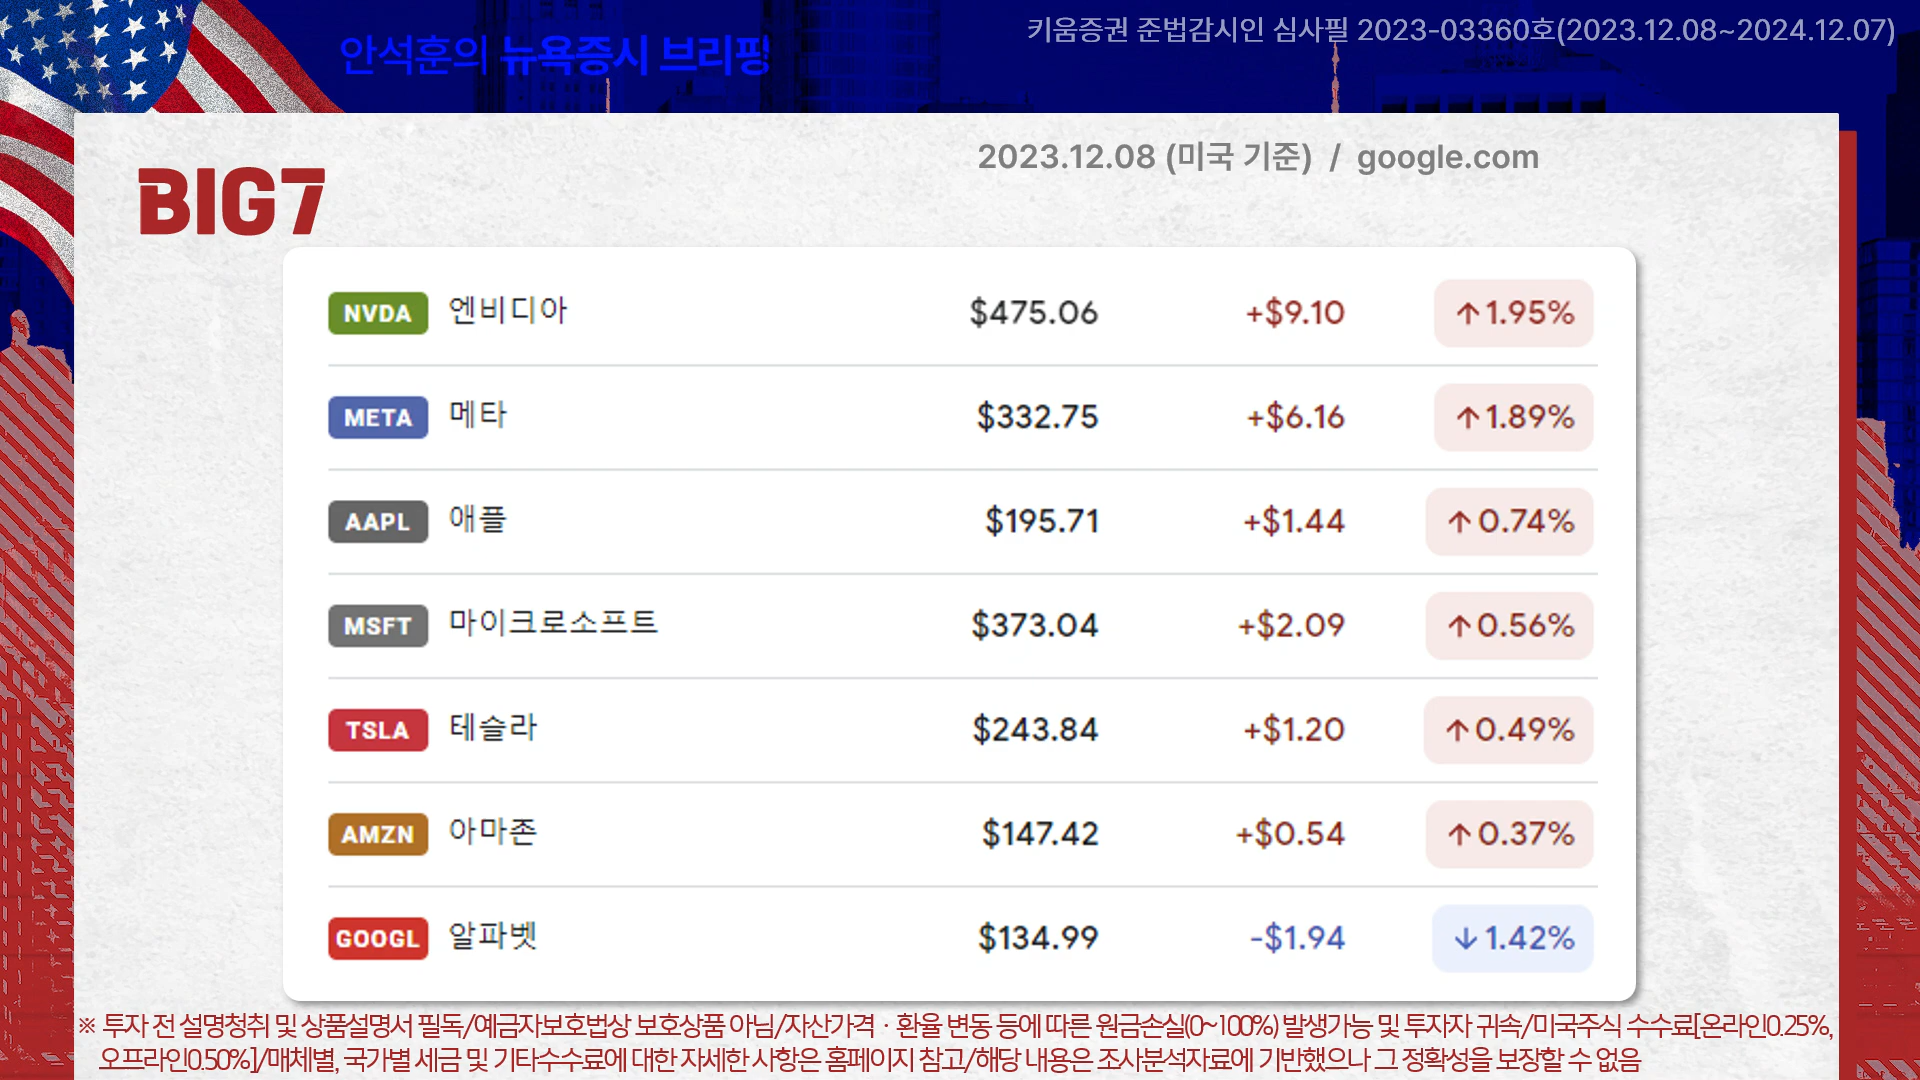 키움증권 준법감시인 심사필 2023-03360호(2023.12.08~2024.12.07)
안석훈의 뉴욕증시 브리핑
2023.12.08 (미국 기준) / google.com
BIG7
NVDA 엔비디아 $475.06 +$9.10 ↑1.95%
META 메타 $332.75 +$6.16 ↑1.89%
AAPL 애플 $195.71 +$1.44 ↑0.74%
MSFT 마이크로소프트 $373.04 +$2.09 ↑0.56%
TSLA 테슬라 $243.84 +$1.20 ↑0.49%
AMZN 아마존 $147.42 +$0.54 ↑0.37%
GOOGL 알파벳 $134.99 -$1.94 ↓1.42%
※ 투자 전 설명청취 및 상품설명서 필독/예금자보호법상 보호상품 아님/자산가격 · 환율 변동 등에 따른 원금손실(0~100%) 발생가능 및 투자자 귀속/미국주식 수수료[온라인0.25%,
오프라인0.50%]/매체별, 국가별 세금 및 기타수수료에 대한 자세한 사항은 홈페이지 참고/해당 내용은 조사분석자료에 기반했으나 그 정확성을 보장할 수 없음